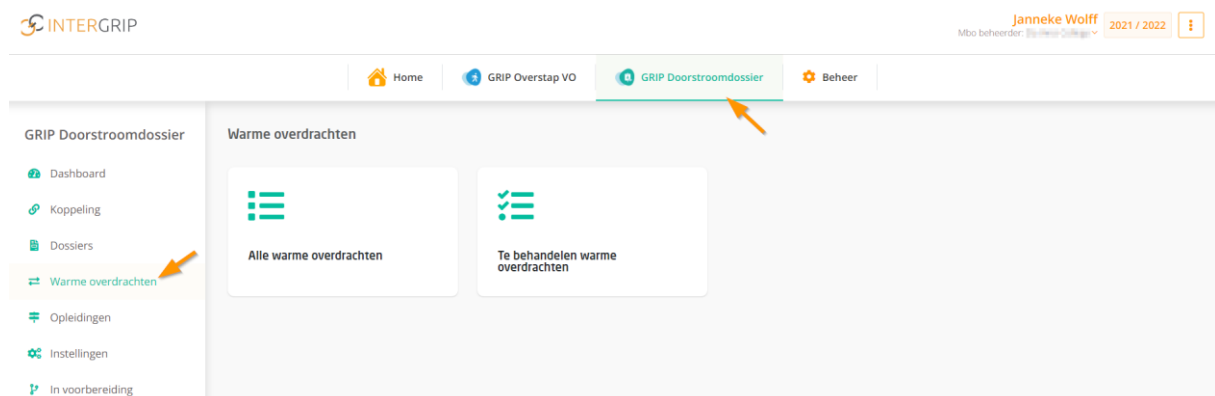 INTERGRIP
Janneke Wolff
Mbo beheerder:
2021 / 2022
Home
GRIP Overstap VO
GRIP Doorstroomdossier
Beheer
GRIP Doorstroomdossier
Dashboard
Koppeling
Dossiers
Warme overdrachten
Opleidingen
Instellingen
In voorbereiding
Warme overdrachten
Alle warme overdrachten
Te behandelen warme
overdrachten